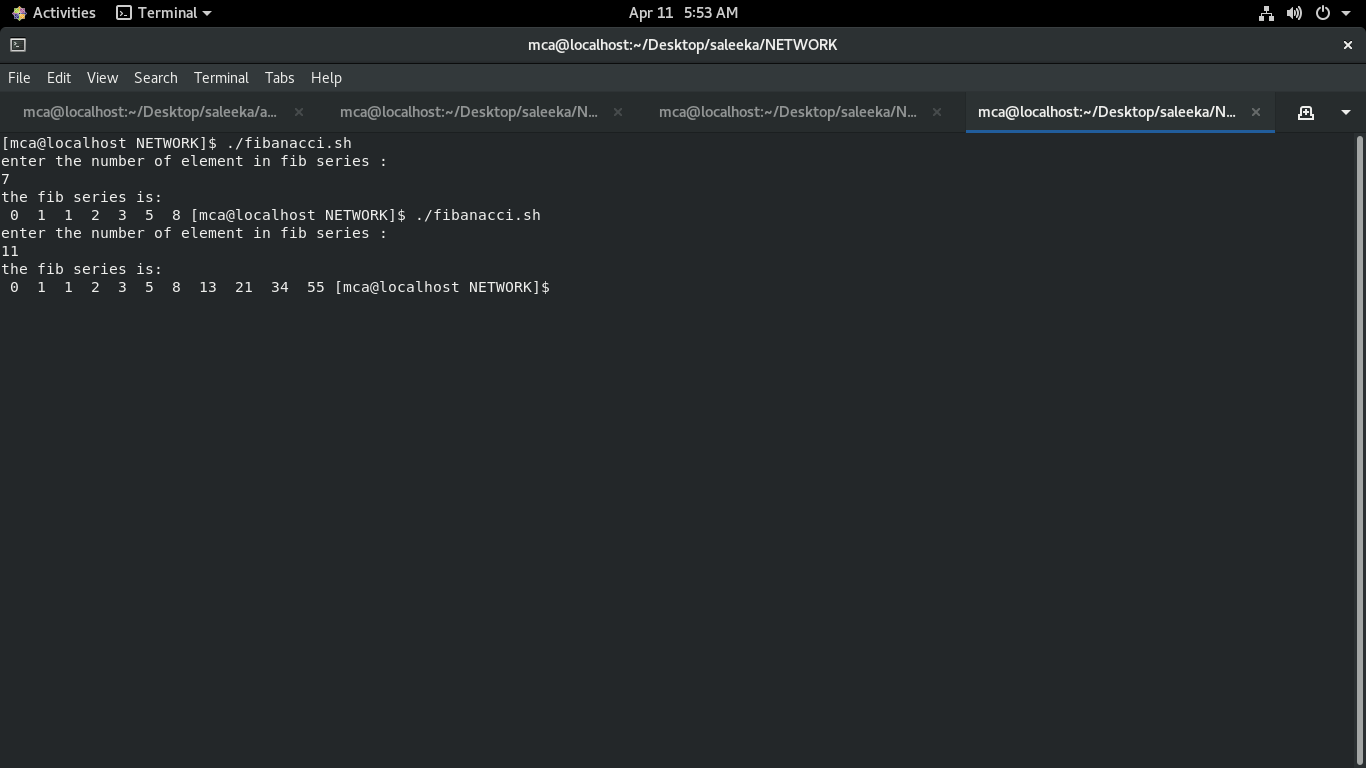 Activities Terminal Apr 11 5:53 AM
mca@localhost:~/Desktop/saleeka/NETWORK
File Edit View Search Terminal Tabs Help
mca@localhost:~/Desktop/saleeka/a... mca@localhost:~/Desktop/saleeka/N... mca@localhost:~/Desktop/saleeka/N... mca@localhost:~/Desktop/saleeka/N...
[mca@localhost NETWORK]$ ./fibanacci.sh
enter the number of element in fib series :
7
the fib series is:
 0  1  1  2  3  5  8 [mca@localhost NETWORK]$ ./fibanacci.sh
enter the number of element in fib series :
11
the fib series is:
 0  1  1  2  3  5  8  13  21  34  55 [mca@localhost NETWORK]$